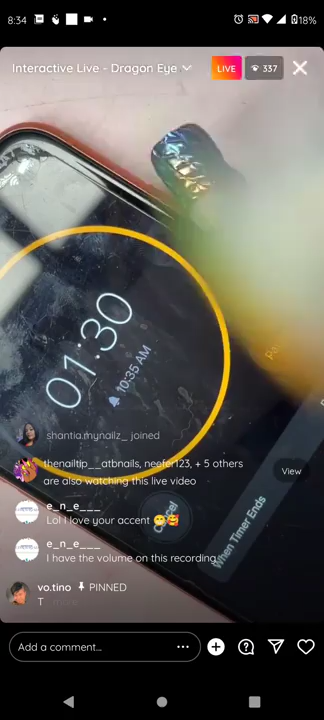 8:34
18%
Interactive Live - Dragon Eye
LIVE
337
01:30
10:35 AM
shantia.mynailz_ joined
thenailtip__atbnails, neefer123, + 5 others
are also watching this live video
View
e_n_e___
Lol I love your accent 😁🥰
Cancel
e_n_e___
I have the volume on this recording
When Timer Ends
vo.tino PINNED
Add a comment...